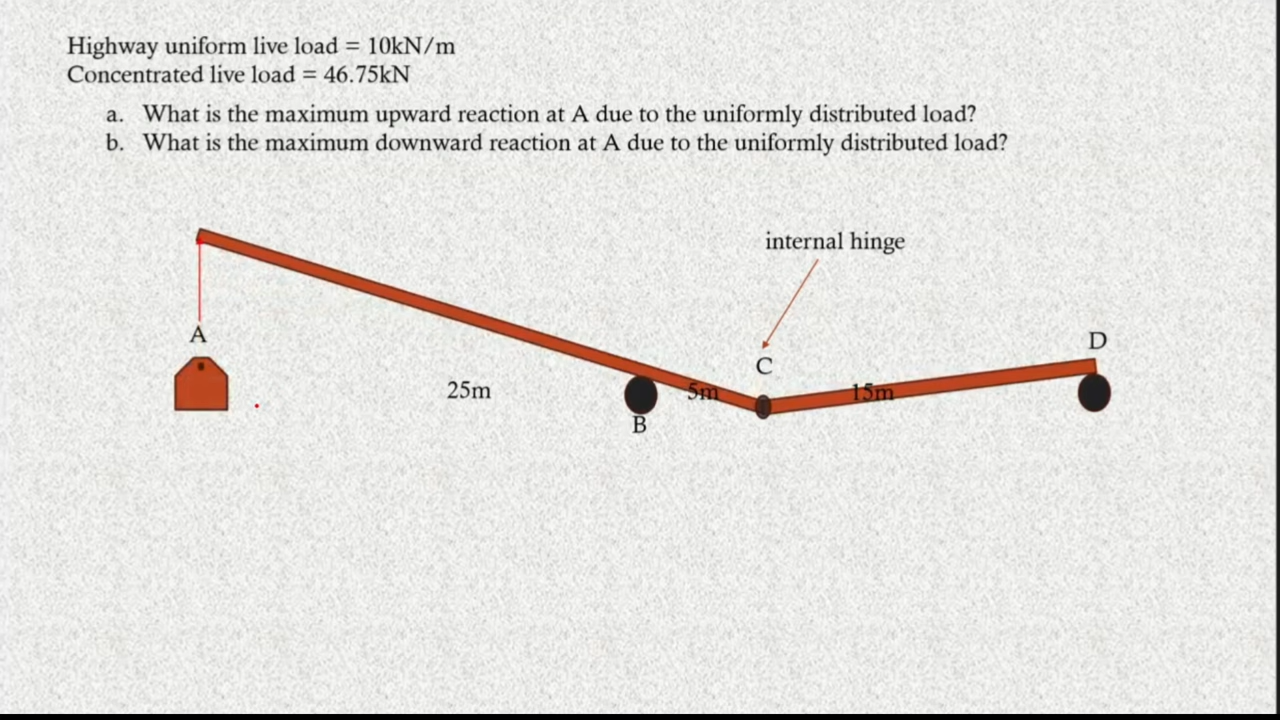 Highway uniform live load = 10kN/m
Concentrated live load = 46.75kN
a. What is the maximum upward reaction at A due to the uniformly distributed load?
b. What is the maximum downward reaction at A due to the uniformly distributed load?
internal hinge
A
C
D
25m
5m
15m
B